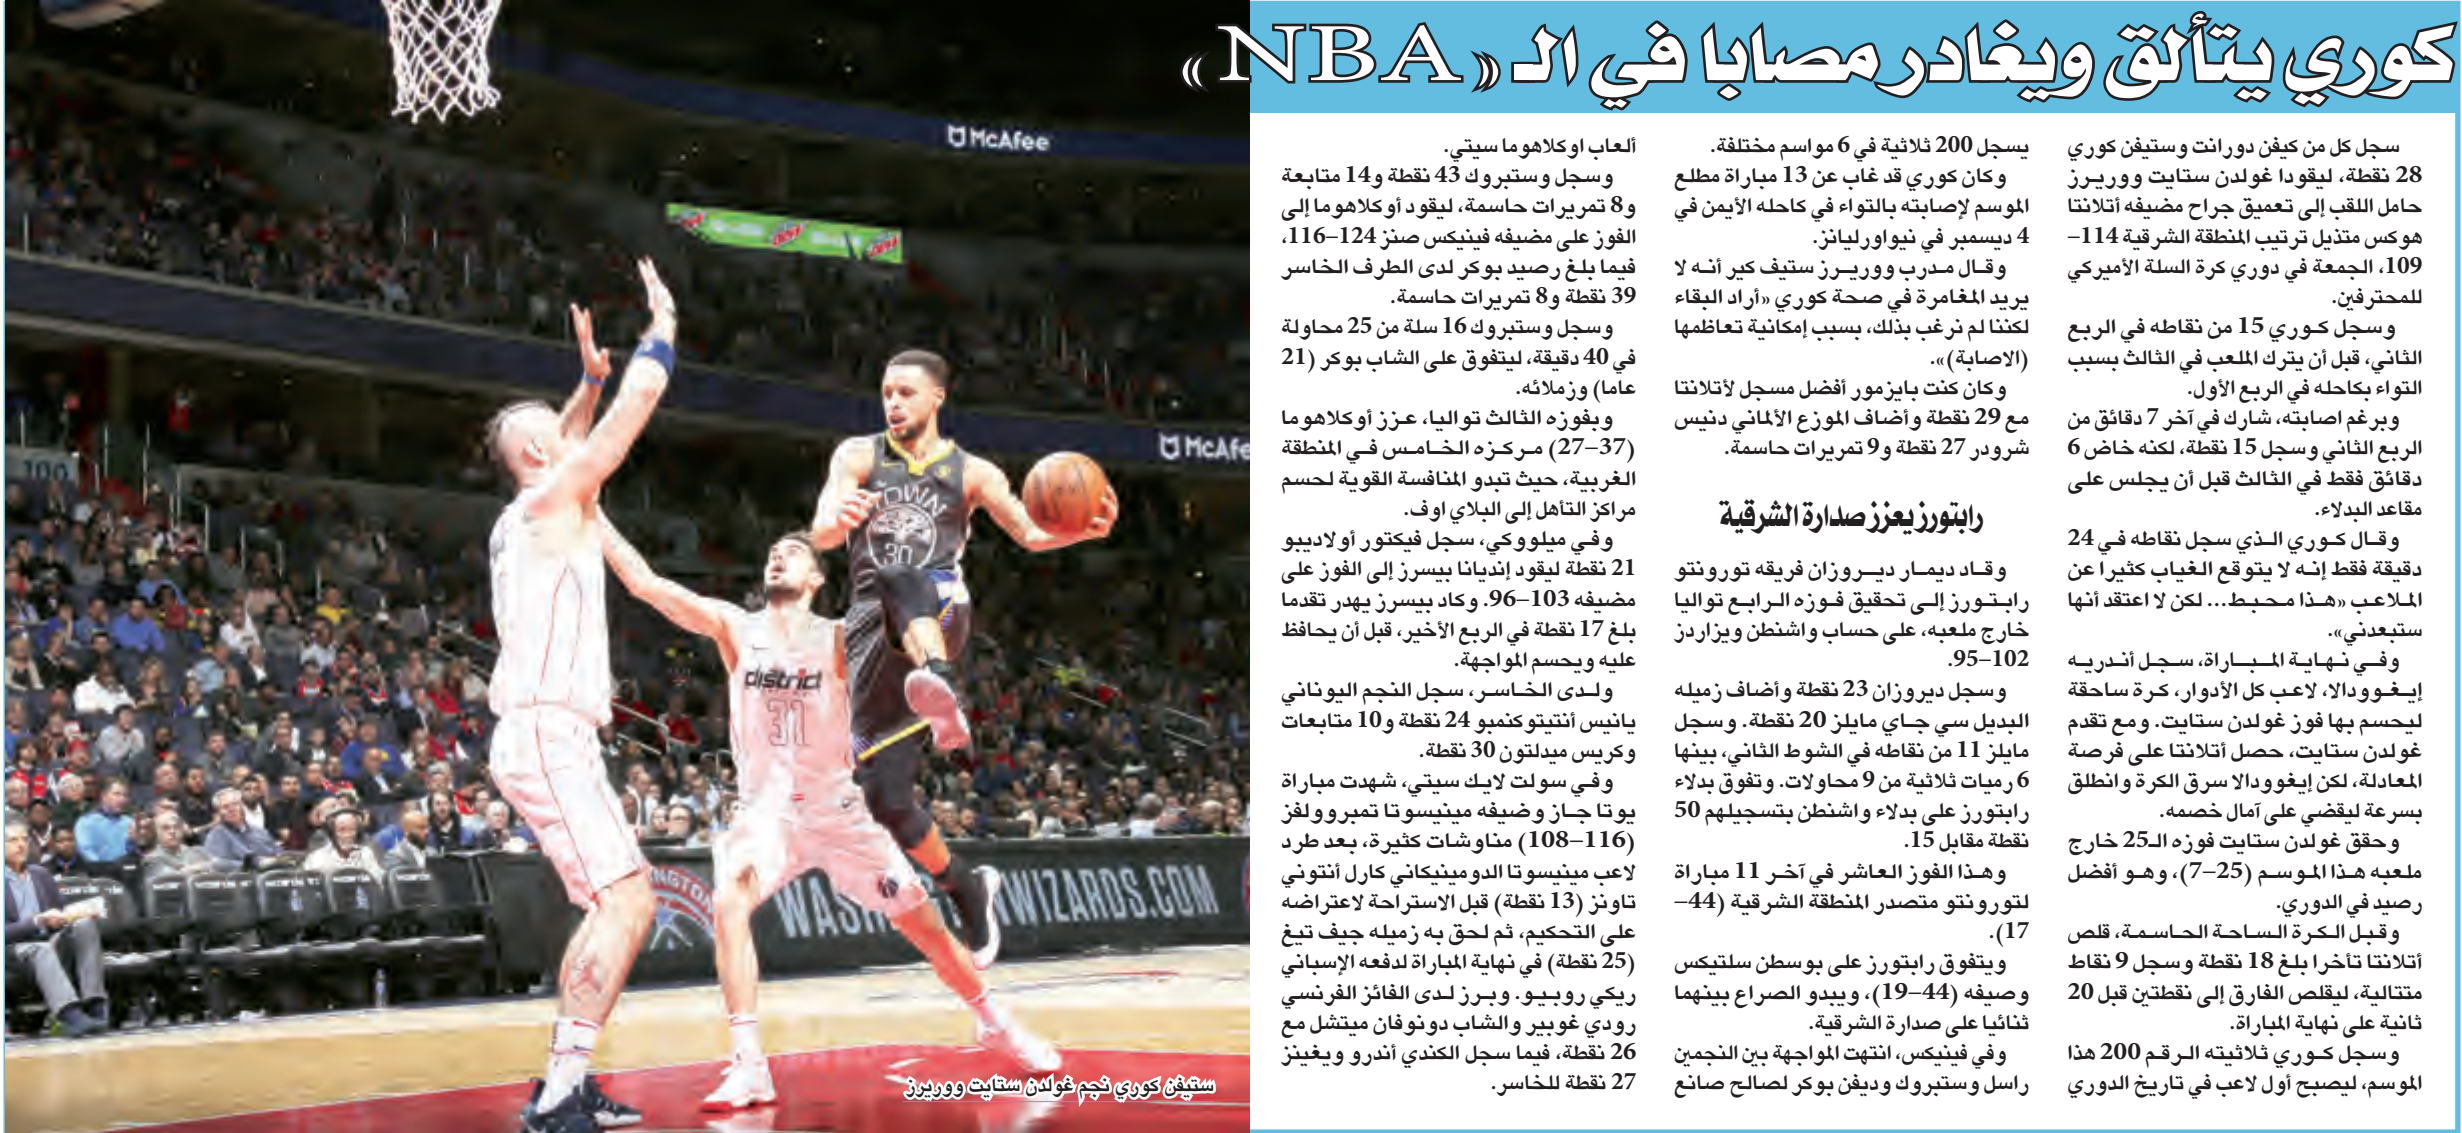 كوري يتألق ويغادر مصابا في الـ «NBA»
سجل كل من كيفن دورانت وستيفن كوري
28 نقطة، ليقودا غولدن ستايت ووريرز
حامل اللقب إلى تعميق جراح مضيفه أتلانتا
هوكس متذيل ترتيب المنطقة الشرقية 114–
109، الجمعة في دوري كرة السلة الأميركي
للمحترفين.
وسجل كوري 15 من نقاطه في الربع
الثاني، قبل أن يترك الملعب في الثالث بسبب
التواء بكاحله في الربع الأول.
وبرغم اصابته، شارك في آخر 7 دقائق من
الربع الثاني وسجل 15 نقطة، لكنه خاض 6
دقائق فقط في الثالث قبل أن يجلس على
مقاعد البدلاء.
وقال كوري الذي سجل نقاطه في 24
دقيقة فقط إنه لا يتوقع الغياب كثيرا عن
الملاعب «هذا محبط... لكن لا اعتقد أنها
ستبعدني».
وفي نهاية المباراة، سجل أندريه
إيغوودالا، لاعب كل الأدوار، كرة ساحقة
ليحسم بها فوز غولدن ستايت. ومع تقدم
غولدن ستايت، حصل أتلانتا على فرصة
المعادلة، لكن إيغوودالا سرق الكرة وانطلق
بسرعة ليقضي على آمال خصمه.
وحقق غولدن ستايت فوزه الـ25 خارج
ملعبه هذا الموسم (25–7)، وهو أفضل
رصيد في الدوري.
وقبل الكرة الساحة الحاسمة، قلص
أتلانتا تأخرا بلغ 18 نقطة وسجل 9 نقاط
متتالية، ليقلص الفارق إلى نقطتين قبل 20
ثانية على نهاية المباراة.
وسجل كوري ثلاثيته الرقم 200 هذا
الموسم، ليصبح أول لاعب في تاريخ الدوري
يسجل 200 ثلاثية في 6 مواسم مختلفة.
وكان كوري قد غاب عن 13 مباراة مطلع
الموسم لإصابته بالتواء في كاحله الأيمن في
4 ديسمبر في نيواورليانز.
وقال مدرب ووريرز ستيف كير أنه لا
يريد المغامرة في صحة كوري «أراد البقاء
لكننا لم نرغب بذلك، بسبب إمكانية تعاظمها
(الاصابة)».
وكان كنت بايزمور أفضل مسجل لأتلانتا
مع 29 نقطة وأضاف الموزع الألماني دنيس
شرودر 27 نقطة و9 تمريرات حاسمة.
رابتورز يعزز صدارة الشرقية
وقاد ديمار ديروزان فريقه تورونتو
رابتورز إلى تحقيق فوزه الرابع تواليا
خارج ملعبه، على حساب واشنطن ويزاردز
102–95.
وسجل ديروزان 23 نقطة وأضاف زميله
البديل سي جاي مايلز 20 نقطة. وسجل
مايلز 11 من نقاطه في الشوط الثاني، بينها
6 رميات ثلاثية من 9 محاولات. وتفوق بدلاء
رابتورز على بدلاء واشنطن بتسجيلهم 50
نقطة مقابل 15.
وهذا الفوز العاشر في آخر 11 مباراة
لتورونتو متصدر المنطقة الشرقية (44–
17).
ويتفوق رابتورز على بوسطن سلتيكس
وصيفه (44–19)، ويبدو الصراع بينهما
ثنائيا على صدارة الشرقية.
وفي فينيكس، انتهت المواجهة بين النجمين
راسل وستبروك وديفن بوكر لصالح صانع
ألعاب اوكلاهوما سيتي.
وسجل وستبروك 43 نقطة و14 متابعة
و8 تمريرات حاسمة، ليقود أوكلاهوما إلى
الفوز على مضيفه فينيكس صنز 124–116،
فيما بلغ رصيد بوكر لدى الطرف الخاسر
39 نقطة و8 تمريرات حاسمة.
وسجل وستبروك 16 سلة من 25 محاولة
في 40 دقيقة، ليتفوق على الشاب بوكر (21
عاما) وزملائه.
وبفوزه الثالث تواليا، عزز أوكلاهوما
(37–27) مركزه الخامس في المنطقة
الغربية، حيث تبدو المنافسة القوية لحسم
مراكز التأهل إلى البلاي اوف.
وفي ميلووكي، سجل فيكتور أولاديبو
21 نقطة ليقود إنديانا بيسرز إلى الفوز على
مضيفه 103–96. وكاد بيسرز يهدر تقدما
بلغ 17 نقطة في الربع الأخير، قبل أن يحافظ
عليه ويحسم المواجهة.
ولدى الخاسر، سجل النجم اليوناني
يانيس أنتيتوكنمبو 24 نقطة و10 متابعات
وكريس ميدلتون 30 نقطة.
وفي سولت لايك سيتي، شهدت مباراة
يوتا جاز وضيفه مينيسوتا تمبروولفز
(116–108) مناوشات كثيرة، بعد طرد
لاعب مينيسوتا الدومينيكاني كارل أنتوني
تاونز (13 نقطة) قبل الاستراحة لاعتراضه
على التحكيم، ثم لحق به زميله جيف تيغ
(25 نقطة) في نهاية المباراة لدفعه الإسباني
ريكي روبيو. وبرز لدى الفائز الفرنسي
رودي غوبير والشاب دونوفان ميتشل مع
26 نقطة، فيما سجل الكندي أندرو ويغينز
27 نقطة للخاسر.
McAfee
McAfe
TOWN
30
district
31
WIZARDS.COM
ستيفن كوري نجم غولدن ستايت ووريرز